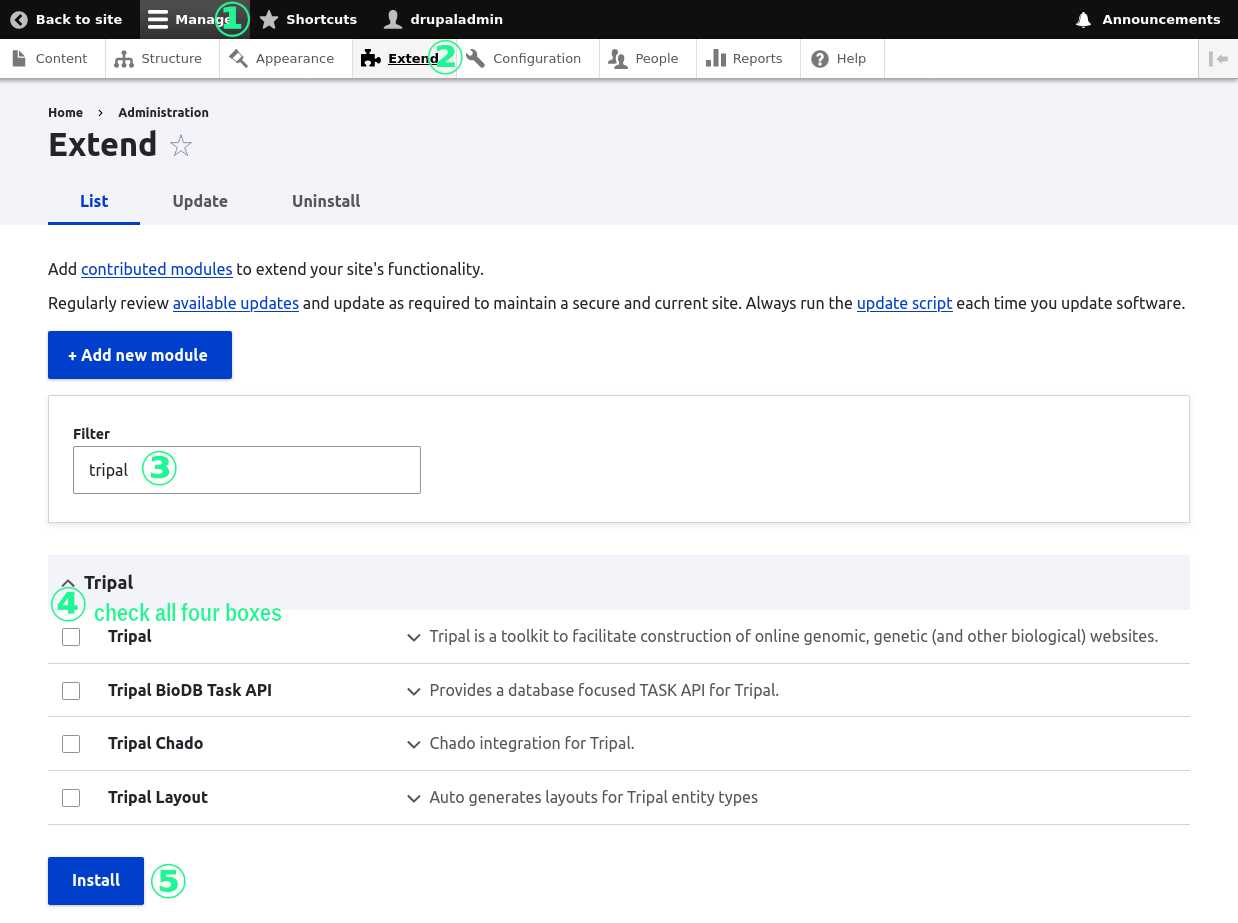 Back to site Manage 1 Shortcuts drupaladmin Announcements
Content Structure Appearance Extend 2 Configuration People Reports Help
Home › Administration
Extend
List Update Uninstall
Add contributed modules to extend your site's functionality.
Regularly review available updates and update as required to maintain a secure and current site. Always run the update script each time you update software.
+ Add new module
Filter
tripal 3
Tripal
4 check all four boxes
Tripal Tripal is a toolkit to facilitate construction of online genomic, genetic (and other biological) websites.
Tripal BioDB Task API Provides a database focused TASK API for Tripal.
Tripal Chado Chado integration for Tripal.
Tripal Layout Auto generates layouts for Tripal entity types
Install 5